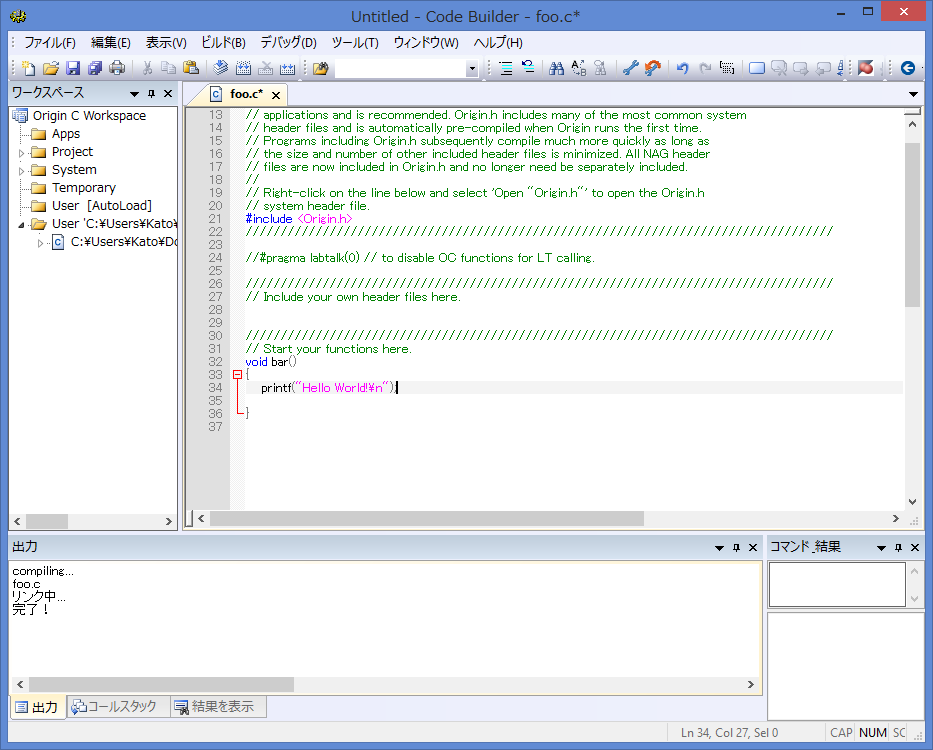 Untitled - Code Builder - foo.c*
ファイル(F) 編集(E) 表示(V) ビルド(B) デバッグ(D) ツール(T) ウィンドウ(W) ヘルプ(H)
ワークスペース
Origin C Workspace
Apps
Project
System
Temporary
User [AutoLoad]
User 'C:¥Users¥Kato¥
C:¥Users¥Kato¥Do
foo.c*
13 // applications and is recommended. Origin.h includes many of the most common system
14 // header files and is automatically pre-compiled when Origin runs the first time.
15 // Programs including Origin.h subsequently compile much more quickly as long as
16 // the size and number of other included header files is minimized. All NAG header
17 // files are now included in Origin.h and no longer need be separately included.
18 //
19 // Right-click on the line below and select 'Open "Origin.h"' to open the Origin.h
20 // system header file.
21 #include <Origin.h>
22 ////////////////////////////////////////////////////////////////////////////////////
23
24 //#pragma labtalk(0) // to disable OC functions for LT calling.
25
26 ////////////////////////////////////////////////////////////////////////////////////
27 // Include your own header files here.
28
29
30 ////////////////////////////////////////////////////////////////////////////////////
31 // Start your functions here.
32 void bar()
33 {
34 printf("Hello World!¥n");
35
36 }
37
出力
compiling...
foo.c
リンク中...
完了！
出力 コールスタック 結果を表示
コマンド_結果
Ln 34, Col 27, Sel 0 CAP NUM SC